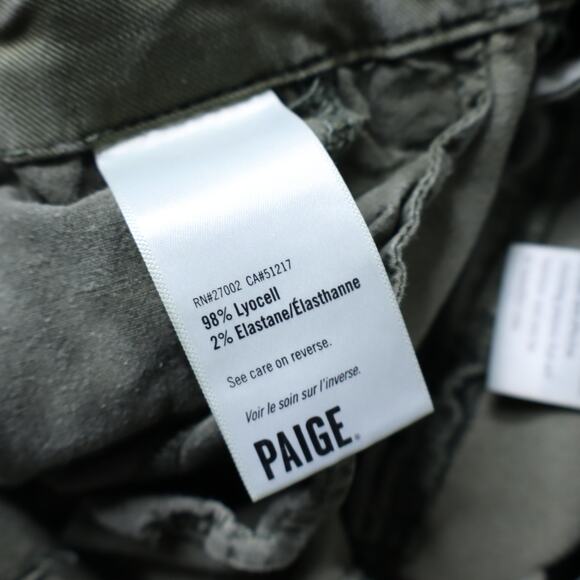 RN#27002 CA#51217
98% Lyocell
2% Elastane/Élasthanne
See care on reverse.
Voir le soin sur l'inverse.
PAIGE